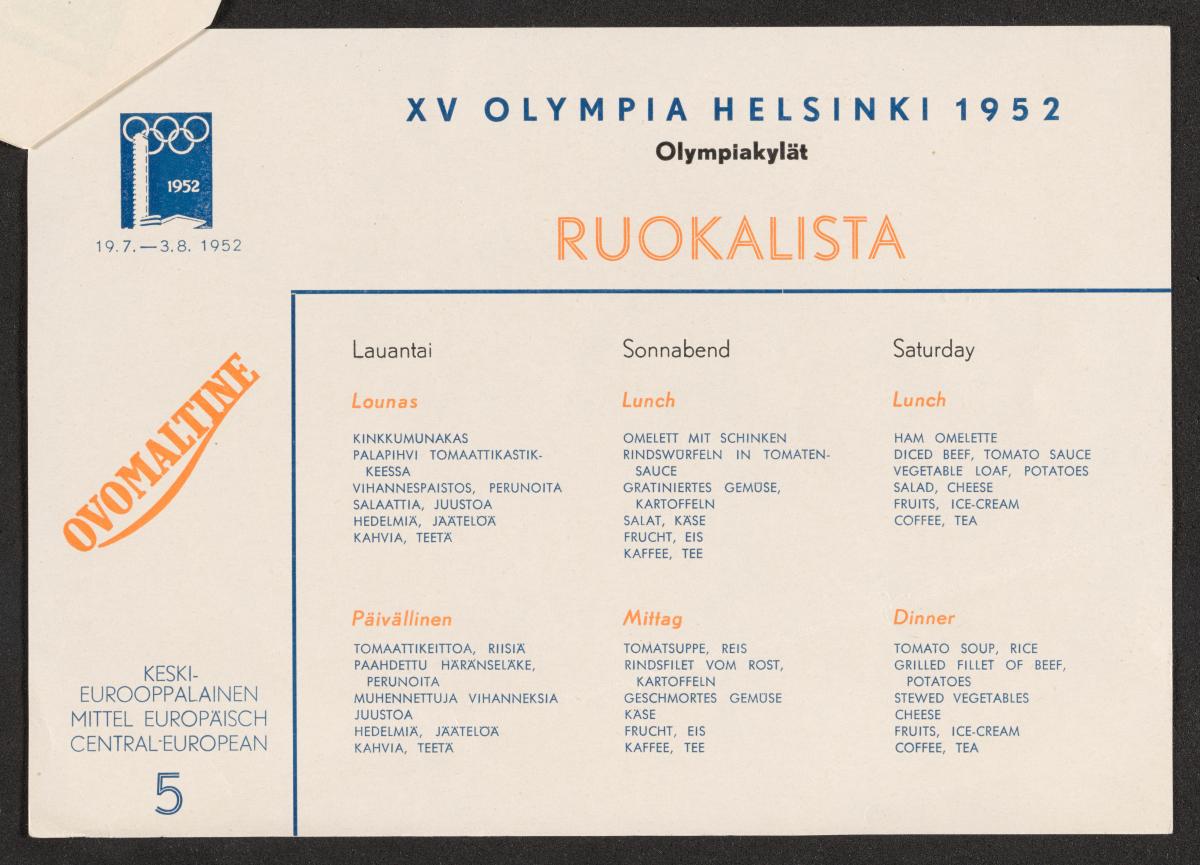 XV OLYMPIA HELSINKI 1952
Olympiakylät
1952
19.7.—3.8. 1952
RUOKALISTA
OVOMALTINE
KESKI-
EUROOPPALAINEN
MITTEL EUROPÄISCH
CENTRAL-EUROPEAN
5
Lauantai
Lounas
KINKKUMUNAKAS
PALAPIHVI TOMAATTIKASTIK-
KEESSA
VIHANNESPAISTOS, PERUNOITA
SALAATTIA, JUUSTOA
HEDELMIÄ, JÄÄTELÖÄ
KAHVIA, TEETÄ
Päivällinen
TOMAATTIKEITTOA, RIISIÄ
PAAHDETTU HÄRÄNSELÄKE,
PERUNOITA
MUHENNETTUJA VIHANNEKSIA
JUUSTOA
HEDELMIÄ, JÄÄTELÖÄ
KAHVIA, TEETÄ
Sonnabend
Lunch
OMELETT MIT SCHINKEN
RINDSWÜRFELN IN TOMATEN-
SAUCE
GRATINIERTES GEMÜSE,
KARTOFFELN
SALAT, KÄSE
FRUCHT, EIS
KAFFEE, TEE
Mittag
TOMATSUPPE, REIS
RINDSFILET VOM ROST,
KARTOFFELN
GESCHMORTES GEMÜSE
KÄSE
FRUCHT, EIS
KAFFEE, TEE
Saturday
Lunch
HAM OMELETTE
DICED BEEF, TOMATO SAUCE
VEGETABLE LOAF, POTATOES
SALAD, CHEESE
FRUITS, ICE-CREAM
COFFEE, TEA
Dinner
TOMATO SOUP, RICE
GRILLED FILLET OF BEEF,
POTATOES
STEWED VEGETABLES
CHEESE
FRUITS, ICE-CREAM
COFFEE, TEA